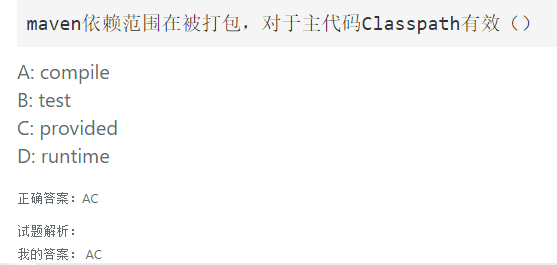 maven依赖范围在被打包，对于主代码Classpath有效（）
A: compile
B: test
C: provided
D: runtime
正确答案：AC
试题解析：
我的答案： AC